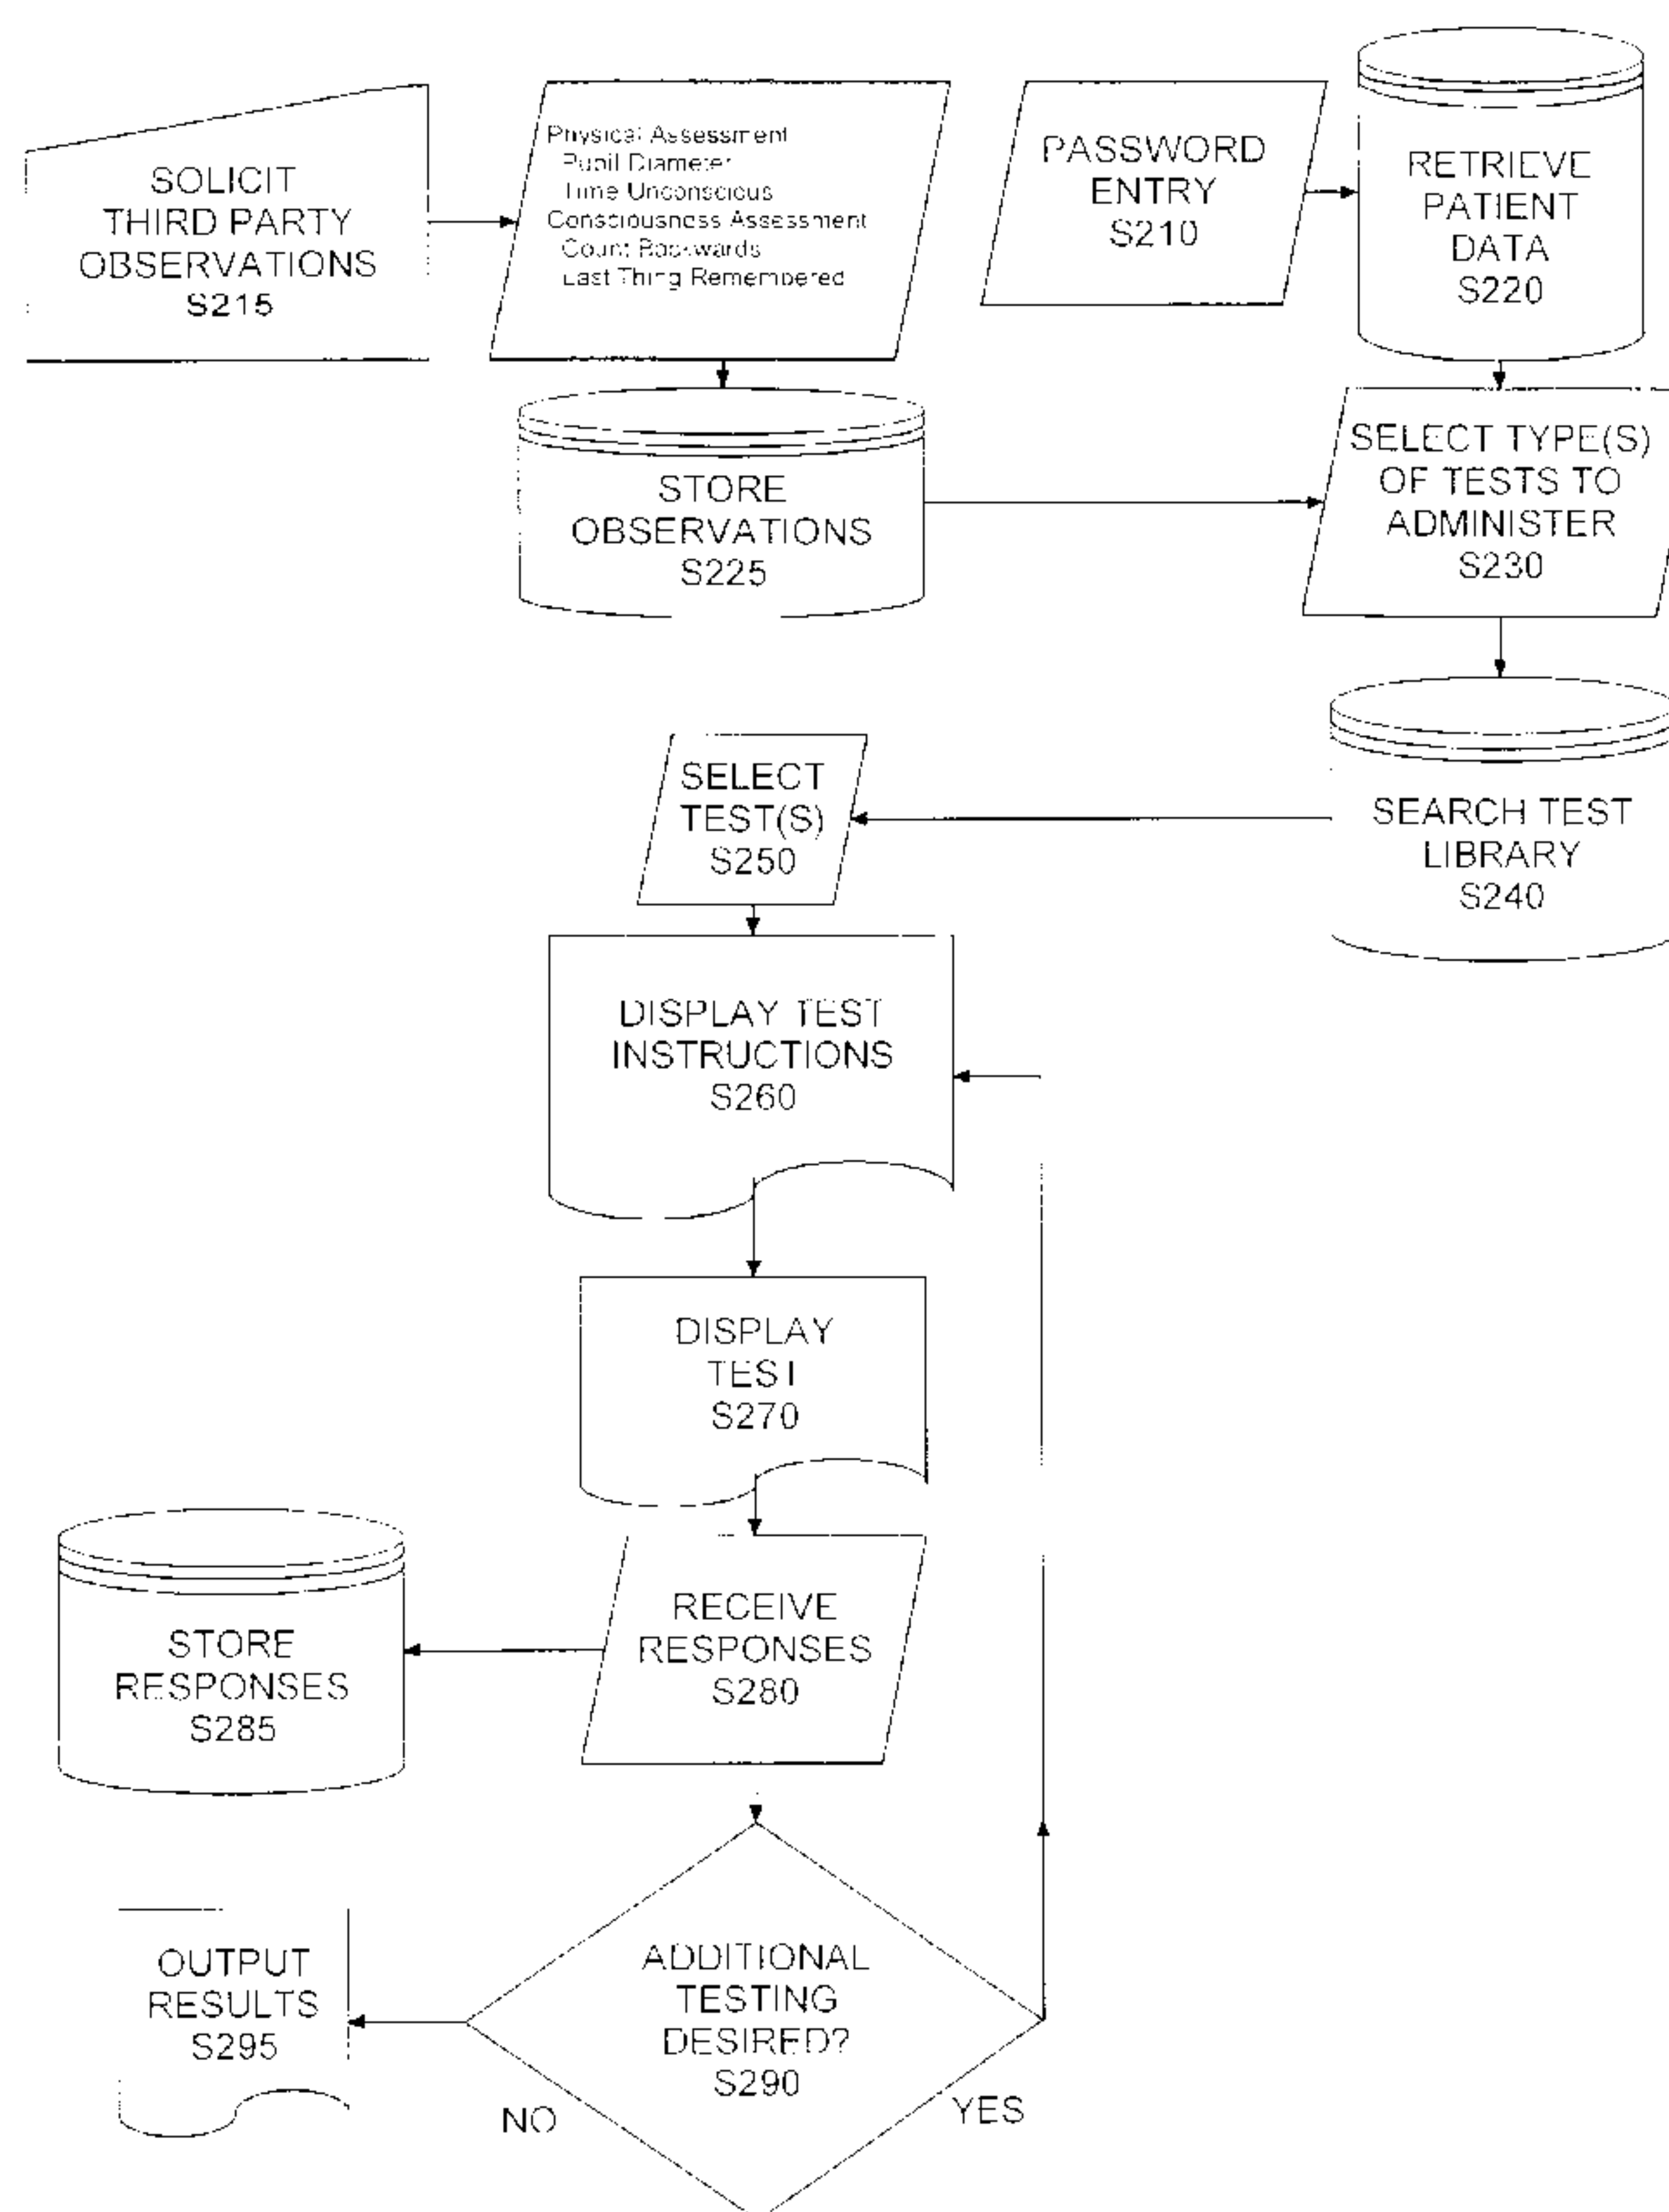 SOLICIT
THIRD PARTY
OBSERVATIONS
S215
Physical Assessment
Pupil Diameter
Time Unconscious
Consciousness Assessment
Count Backwards
Last Thing Remembered
PASSWORD
ENTRY
S210
RETRIEVE
PATIENT
DATA
S220
STORE
OBSERVATIONS
S225
SELECT TYPE(S)
OF TESTS TO
ADMINISTER
S230
SELECT
TEST(S)
S250
SEARCH TEST
LIBRARY
S240
DISPLAY TEST
INSTRUCTIONS
S260
DISPLAY
TEST
S270
STORE
RESPONSES
S285
RECEIVE
RESPONSES
S280
OUTPUT
RESULTS
S295
ADDITIONAL
TESTING
DESIRED?
S290
NO
YES